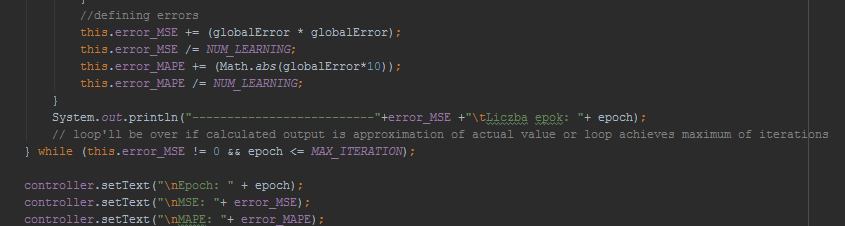 }
//defining errors
this.error_MSE += (globalError * globalError);
this.error_MSE /= NUM_LEARNING;
this.error_MAPE += (Math.abs(globalError*10));
this.error_MAPE /= NUM_LEARNING;
}
System.out.println("--------------------------"+error_MSE +"\tLiczba epok: "+ epoch);
// loop'll be over if calculated output is approximation of actual value or loop achieves maximum of iterations
} while (this.error_MSE != 0 && epoch <= MAX_ITERATION);
controller.setText("\nEpoch: " + epoch);
controller.setText("\nMSE: "+ error_MSE);
controller.setText("\nMAPE: "+ error_MAPE);